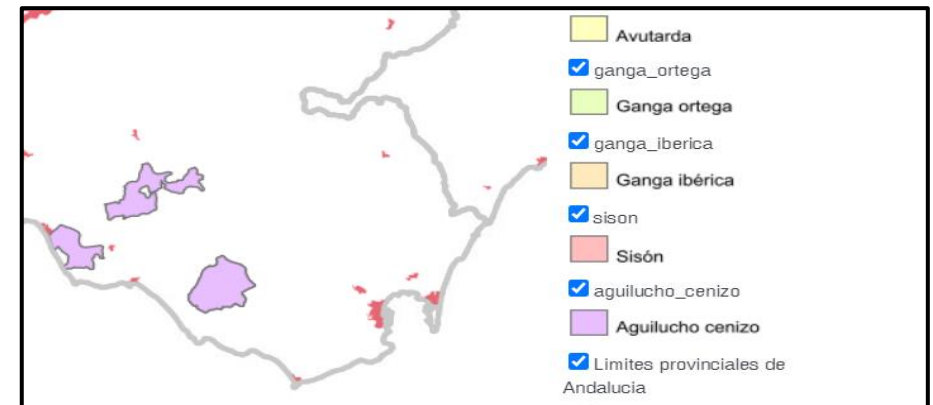 Avutarda
ganga_ortega
Ganga ortega
ganga_iberica
Ganga ibérica
sison
Sisón
aguilucho_cenizo
Aguilucho cenizo
Limites provinciales de
Andalucia